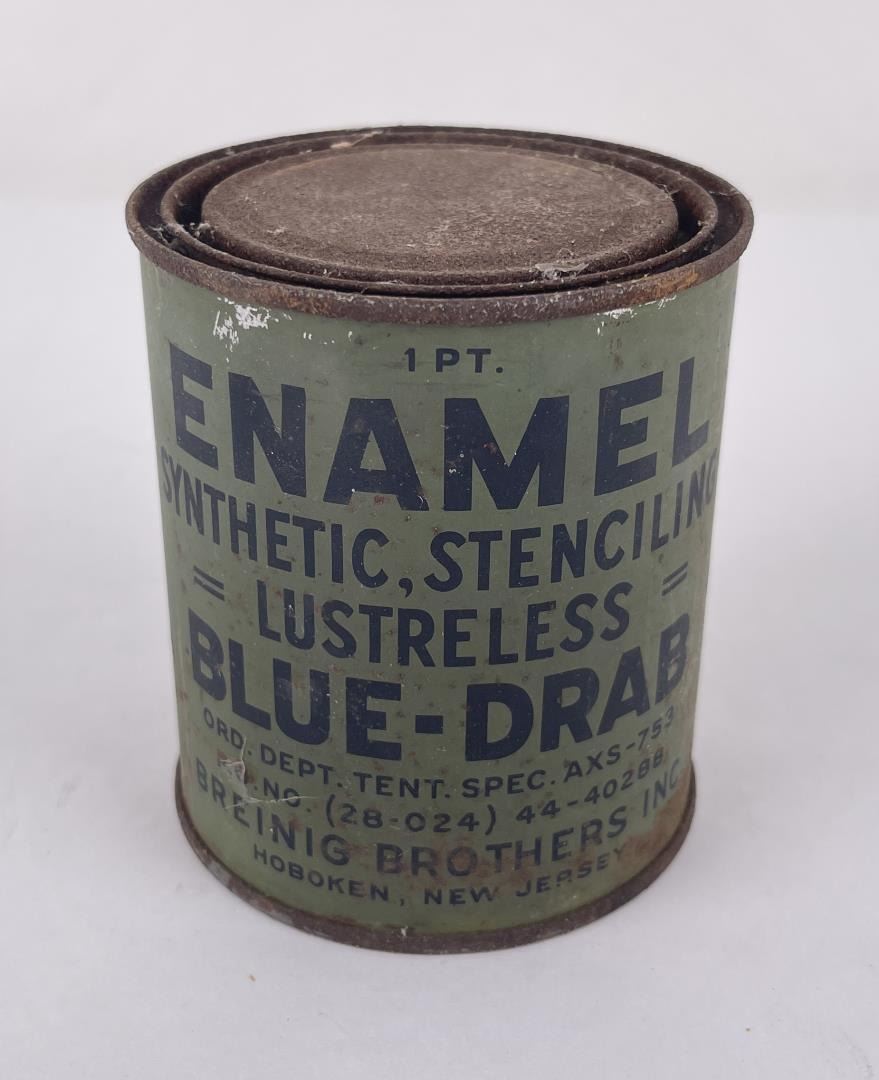 1 PT.
ENAMEL
SYNTHETIC, STENCILING
= LUSTRELESS =
BLUE-DRAB
ORD. DEPT. TENT. SPEC. AXS-753
NO. (28-024) 44-4028B
BREINIG BROTHERS INC.
HOBOKEN, NEW JERSEY